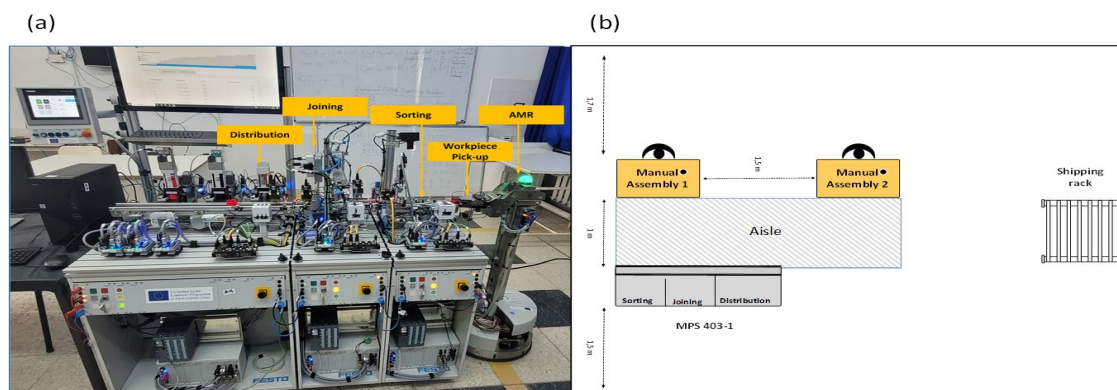 (a)
(b)
Joining
Sorting
AMR
Distribution
Workpiece
Pick-up
FESTO
FESTO
1,7 m
Manual
Assembly 1
1,5 m
Manual
Assembly 2
Shipping
rack
1 m
Aisle
Sorting
Joining
Distribution
MPS 403-1
1,5 m